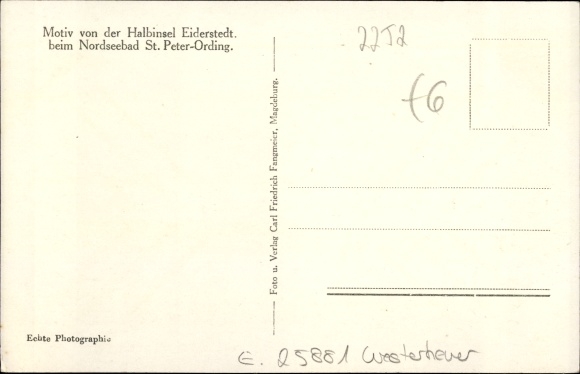 Motiv von der Halbinsel Eiderstedt.
beim Nordseebad St. Peter-Ording.
Echte Photographie
Foto u. Verlag Carl Friedrich Fangmeier, Magdeburg.
2252
E. 25881 Westerhever